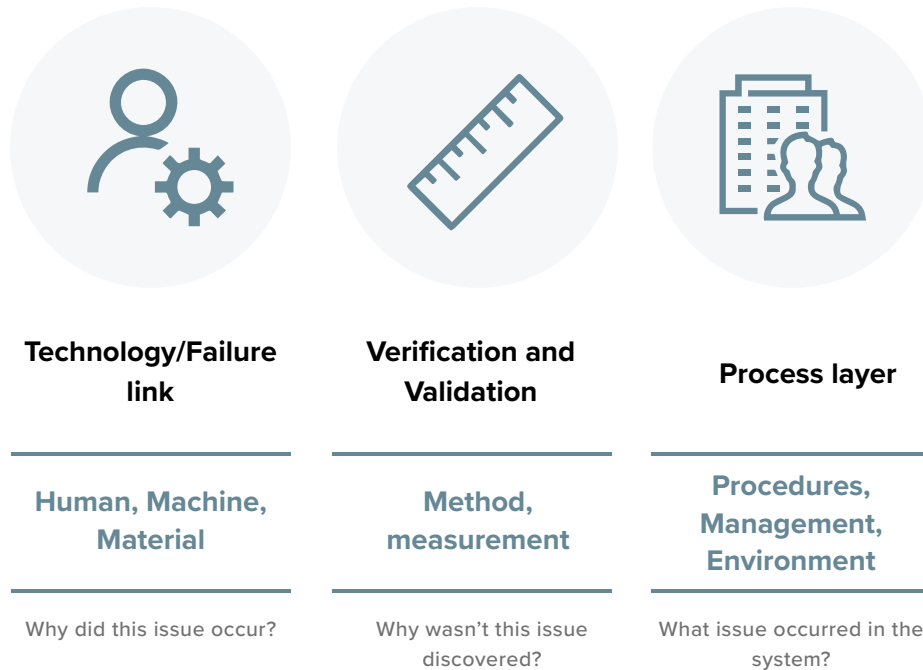 Technology/Failure
link
Human, Machine,
Material
Why did this issue occur?
Verification and
Validation
Method,
measurement
Why wasn’t this issue
discovered?
Process layer
Procedures,
Management,
Environment
What issue occurred in the
system?